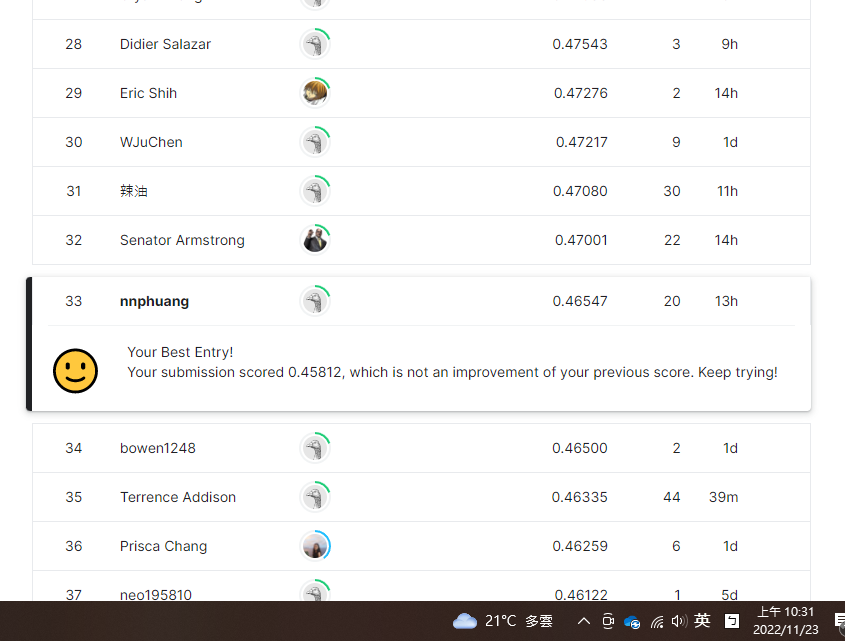 28 Didier Salazar 0.47543 3 9h
29 Eric Shih 0.47276 2 14h
30 WJuChen 0.47217 9 1d
31 辣油 0.47080 30 11h
32 Senator Armstrong 0.47001 22 14h
33 nnphuang 0.46547 20 13h
Your Best Entry!
Your submission scored 0.45812, which is not an improvement of your previous score. Keep trying!
34 bowen1248 0.46500 2 1d
35 Terrence Addison 0.46335 44 39m
36 Prisca Chang 0.46259 6 1d
37 neo195810 0.46122 1 5d
21°C 多雲 英 上午 10:31
2022/11/23